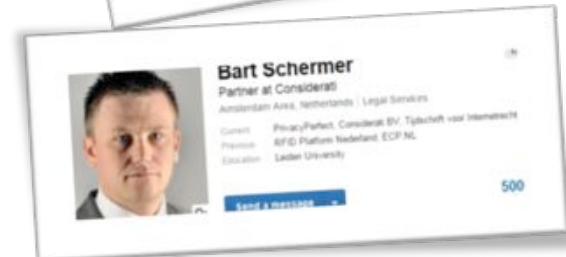 Bart Schermer
Partner at Considerati
Amsterdam Area, Netherlands | Legal Services
Current PrivacyPerfect, Considerati BV, Tijdschrift voor Internetrecht
Previous RFID Platform Nederland, ECP.NL
Education Leiden University
Send a message
500